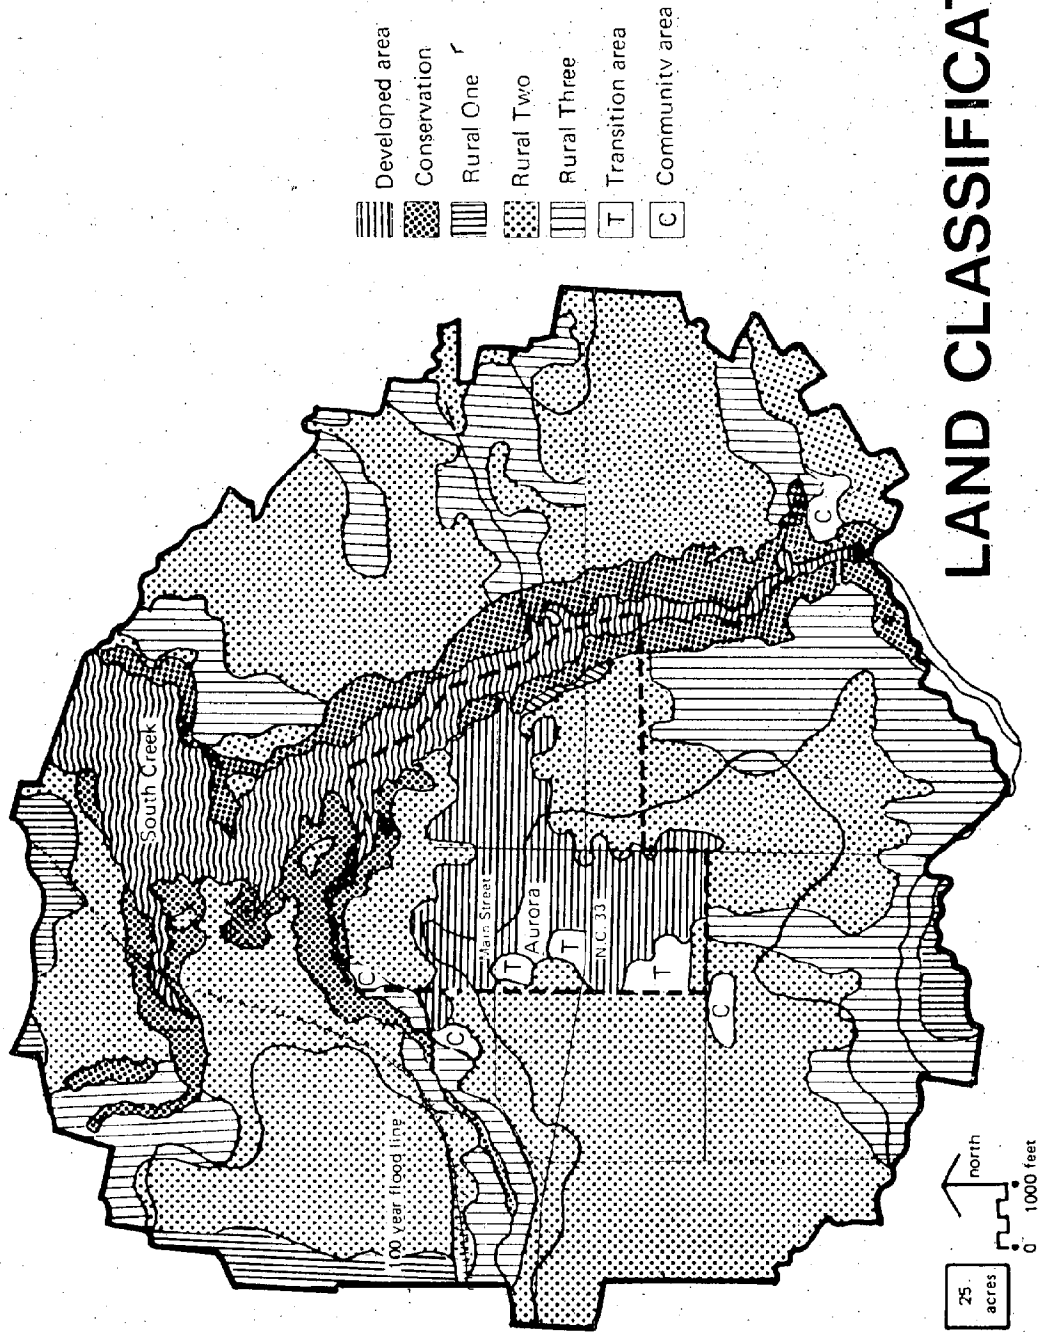 Developed area
Conservation
Rural One
Rural Two
Rural Three
T Transition area
C Community area
South Creek
100 year flood line
C
C
Main Street
T
Aurora
T
N.C. 33
T
C
C
25 acres
north
0 1000 feet
LAND CLASSIFICAT